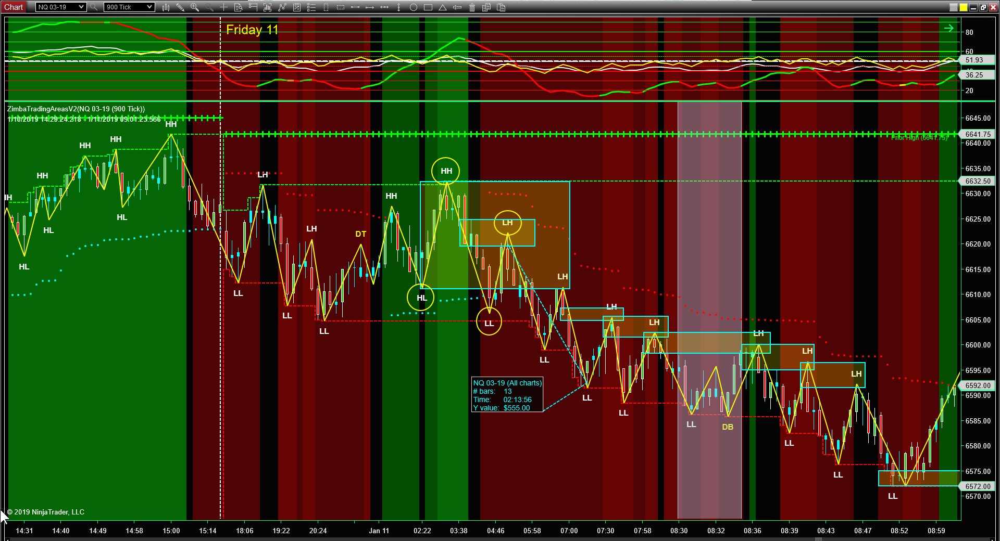 Chart
NQ 03-19
900 Tick
Friday 11
80
60
51.93
36.25
20
ZimbaTradingAreasV2(NQ 03-19 (900 Tick))
1/10/2019 14.29.24.218 - 1/11/2019 09.01.23.566
6645.00
6641.75
Prior High (6641.75)
6640.00
6635.00
6632.50
6630.00
6625.00
6620.00
6615.00
6610.00
6605.00
6600.00
6595.00
6592.00
6590.00
6585.00
6580.00
6575.00
6572.00
6570.00
HH
HL
HH
HL
HH
HH
HL
HH
LL
LH
LL
LH
LL
DT
HH
HL
HH
LL
LH
LL
LH
LL
LH
LL
LH
LL
DB
LH
LL
LH
LL
LH
LL
NQ 03-19 (All charts)
# bars: 13
Time: 02:13:56
Y value: $555.00
© 2019 NinjaTrader, LLC
14:31 14:40 14:49 14:58 15:00 15:14 18:06 19:22 20:24 Jan 11 02:22 03:38 04:46 05:58 07:00 07:30 07:58 08:30 08:32 08:36 08:39 08:43 08:47 08:52 08:59